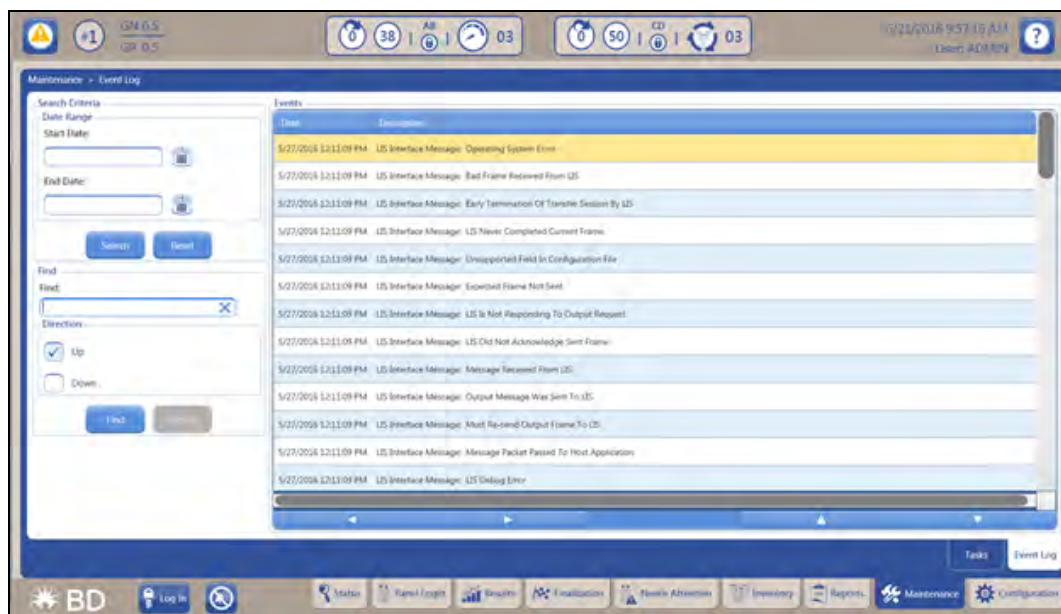 #1
GN 0.5
GP 0.5
0
38
AB
03
0
50
CD
03
9:57:16 AM
User: ADMIN
?
Maintenance > Event Log
Search Criteria
Date Range
Start Date:
End Date:
Search
Reset
Find
Find:
Direction
Up
Down
Find
Events
Date Description
5/27/2016 12:11:09 PM LIS Interface Message: Operating System Error
5/27/2016 12:11:09 PM LIS Interface Message: Bad Frame Received From LIS
5/27/2016 12:11:09 PM LIS Interface Message: Early Termination Of Transfer Session By LIS
5/27/2016 12:11:09 PM LIS Interface Message: LIS Never Completed Current Frame
5/27/2016 12:11:09 PM LIS Interface Message: Unsupported Field In Configuration File
5/27/2016 12:11:09 PM LIS Interface Message: Expected Frame Not Sent
5/27/2016 12:11:09 PM LIS Interface Message: LIS Is Not Responding To Output Request
5/27/2016 12:11:09 PM LIS Interface Message: LIS Did Not Acknowledge Sent Frame
5/27/2016 12:11:09 PM LIS Interface Message: Message Received From LIS
5/27/2016 12:11:09 PM LIS Interface Message: Output Message Was Sent To LIS
5/27/2016 12:11:09 PM LIS Interface Message: Must Re-send Output Frame To LIS
5/27/2016 12:11:09 PM LIS Interface Message: Message Packet Passed To Host Application
5/27/2016 12:11:09 PM LIS Interface Message: LIS Debug Error
Tasks
Event Log
BD
Log In
Status
Panel Login
Results
Finalization
Needs Attention
Inventory
Reports
Maintenance
Configuration